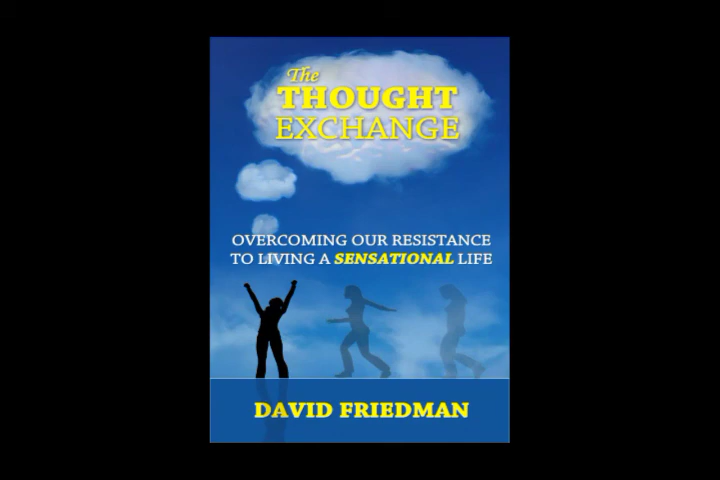 The
THOUGHT
EXCHANGE
OVERCOMING OUR RESISTANCE
TO LIVING A SENSATIONAL LIFE
DAVID FRIEDMAN